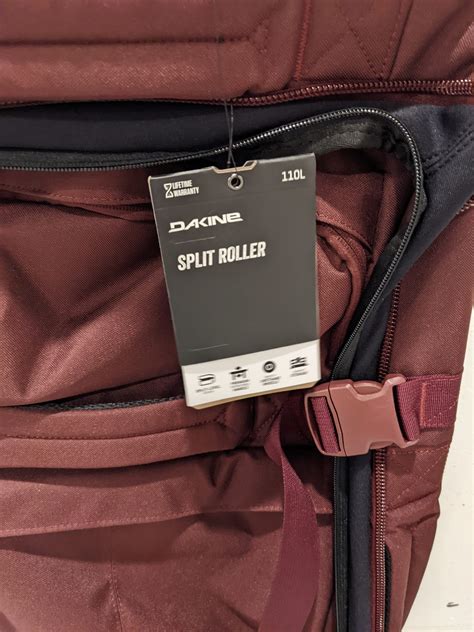 LIFETIME
WARRANTY
110L
DAKINE
SPLIT ROLLER